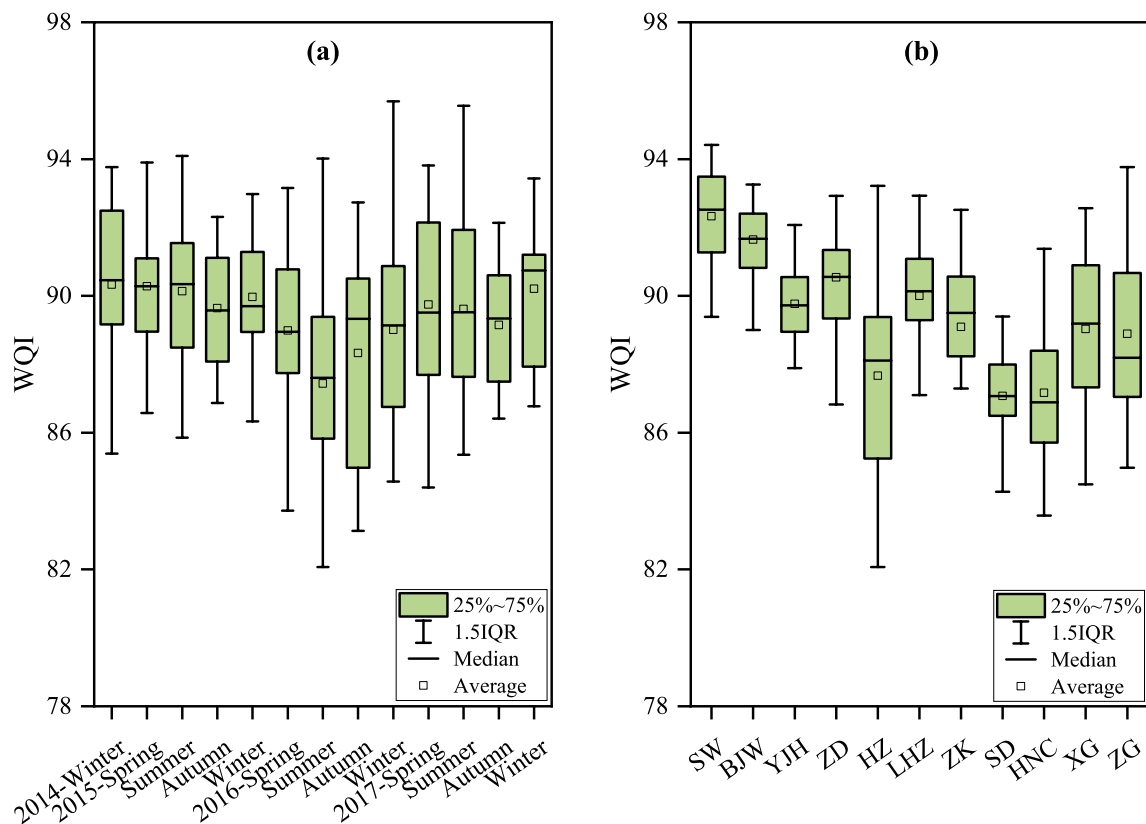 (a)
WQI
98
94
90
86
82
78
25%~75%
1.5IQR
Median
Average
2014-Winter
2015-Spring
Summer
Autumn
Winter
2016-Spring
Summer
Autumn
Winter
2017-Spring
Summer
Autumn
Winter
(b)
WQI
98
94
90
86
82
78
25%~75%
1.5IQR
Median
Average
SW
BJW
YJH
ZD
HZ
LHZ
ZK
SD
HNC
XG
ZG